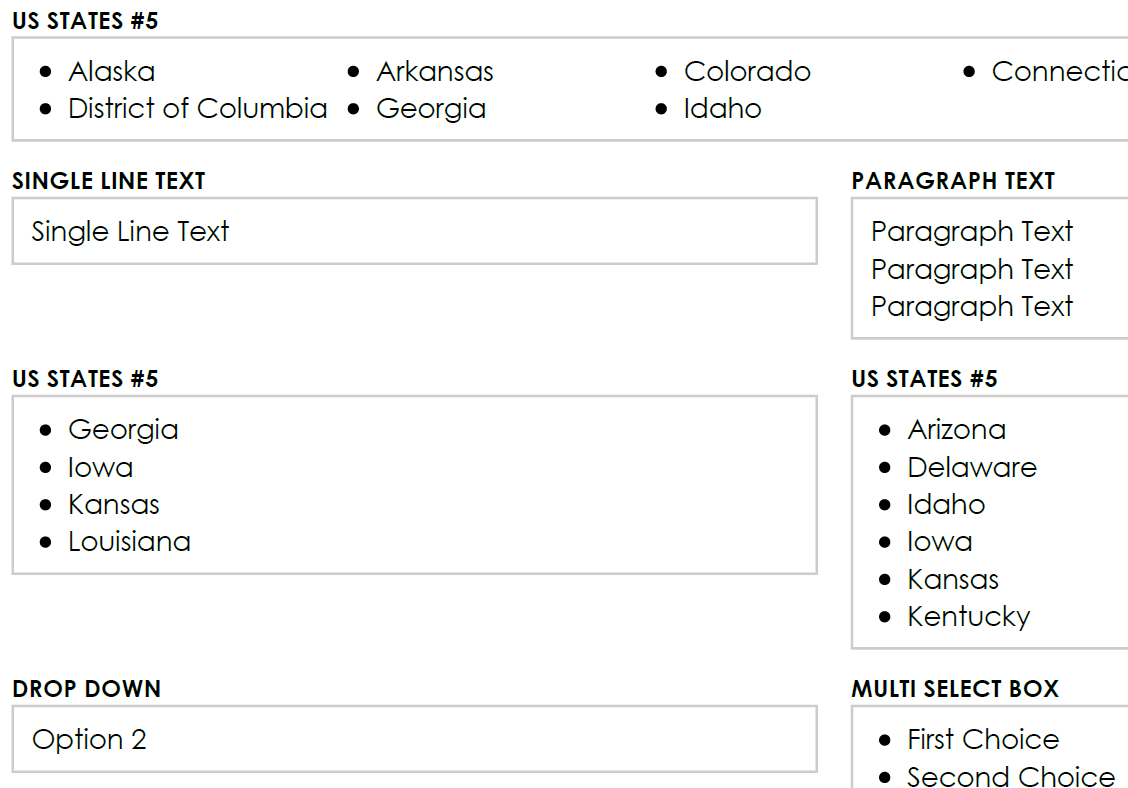 US STATES #5
• Alaska • Arkansas • Colorado •
• District of Columbia • Georgia • Idaho
SINGLE LINE TEXT
Single Line Text
PARAGRAPH TEXT
Paragraph Text
Paragraph Text
Paragraph Text
US STATES #5
• Georgia
• Iowa
• Kansas
• Louisiana
US STATES #5
• Arizona
• Delaware
• Idaho
• Iowa
• Kansas
• Kentucky
DROP DOWN
Option 2
MULTI SELECT BOX
• First Choice
• Second Choice